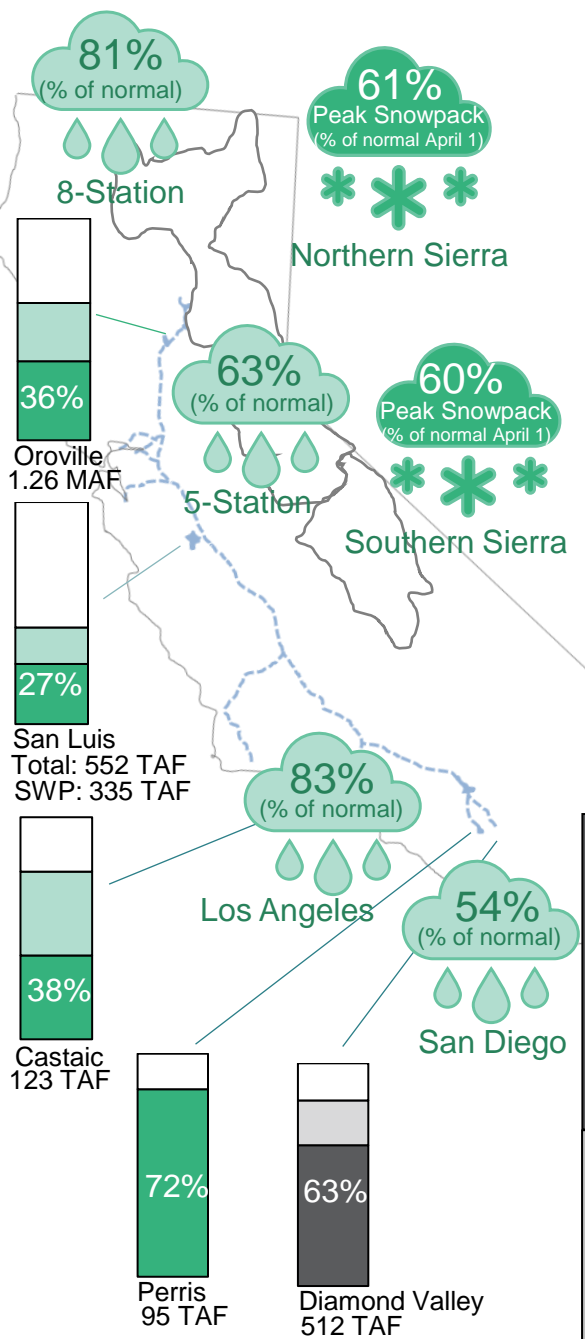 81%
(% of normal)
8-Station
61%
Peak Snowpack
(% of normal April 1)
Northern Sierra
36%
Oroville
1.26 MAF
63%
(% of normal)
5-Station
60%
Peak Snowpack
(% of normal April 1)
Southern Sierra
27%
San Luis
Total: 552 TAF
SWP: 335 TAF
83%
(% of normal)
Los Angeles
38%
Castaic
123 TAF
54%
(% of normal)
San Diego
72%
Perris
95 TAF
63%
Diamond Valley
512 TAF